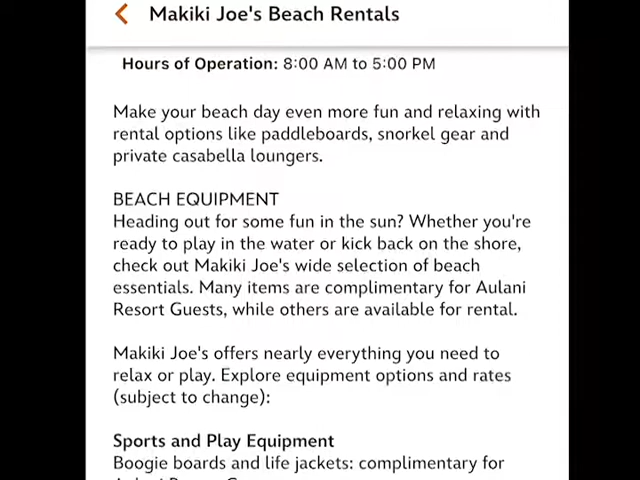 Makiki Joe's Beach Rentals
Hours of Operation: 8:00 AM to 5:00 PM
Make your beach day even more fun and relaxing with
rental options like paddleboards, snorkel gear and
private casabella loungers.
BEACH EQUIPMENT
Heading out for some fun in the sun? Whether you're
ready to play in the water or kick back on the shore,
check out Makiki Joe's wide selection of beach
essentials. Many items are complimentary for Aulani
Resort Guests, while others are available for rental.
Makiki Joe's offers nearly everything you need to
relax or play. Explore equipment options and rates
(subject to change):
Sports and Play Equipment
Boogie boards and life jackets: complimentary for